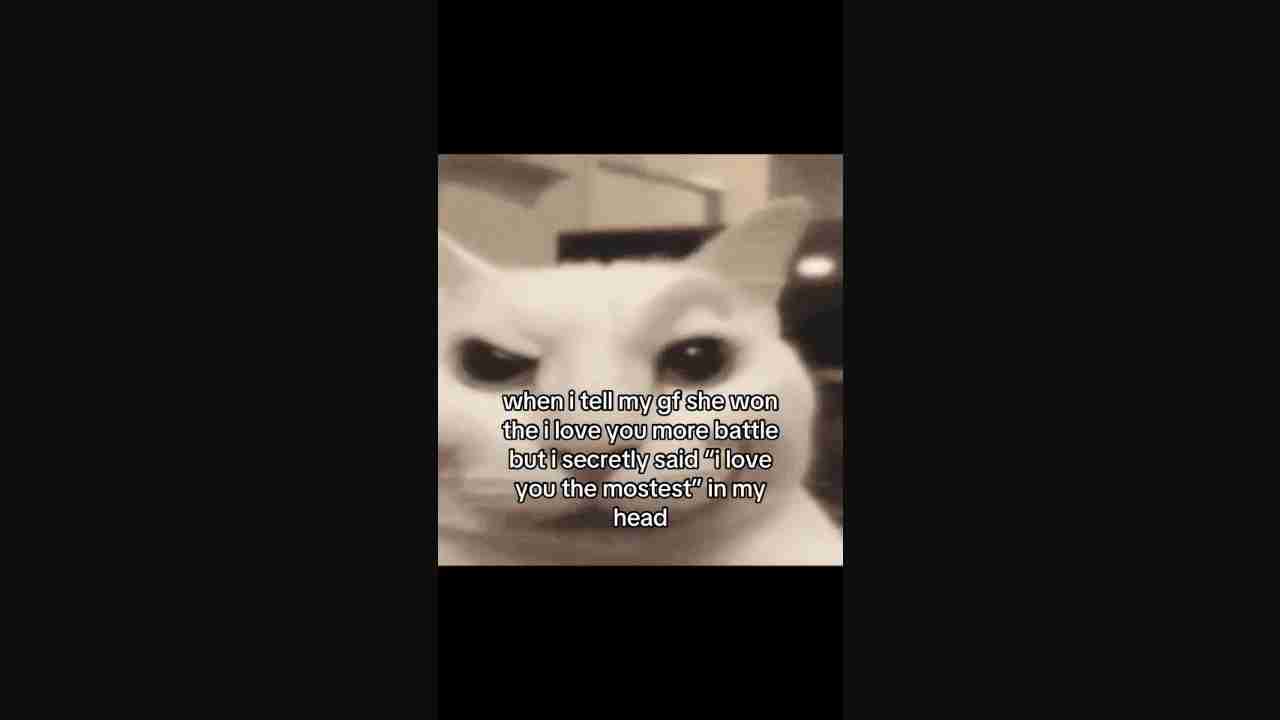 when i tell my gf she won
the i love you more battle
but i secretly said “i love
you the mostest” in my
head